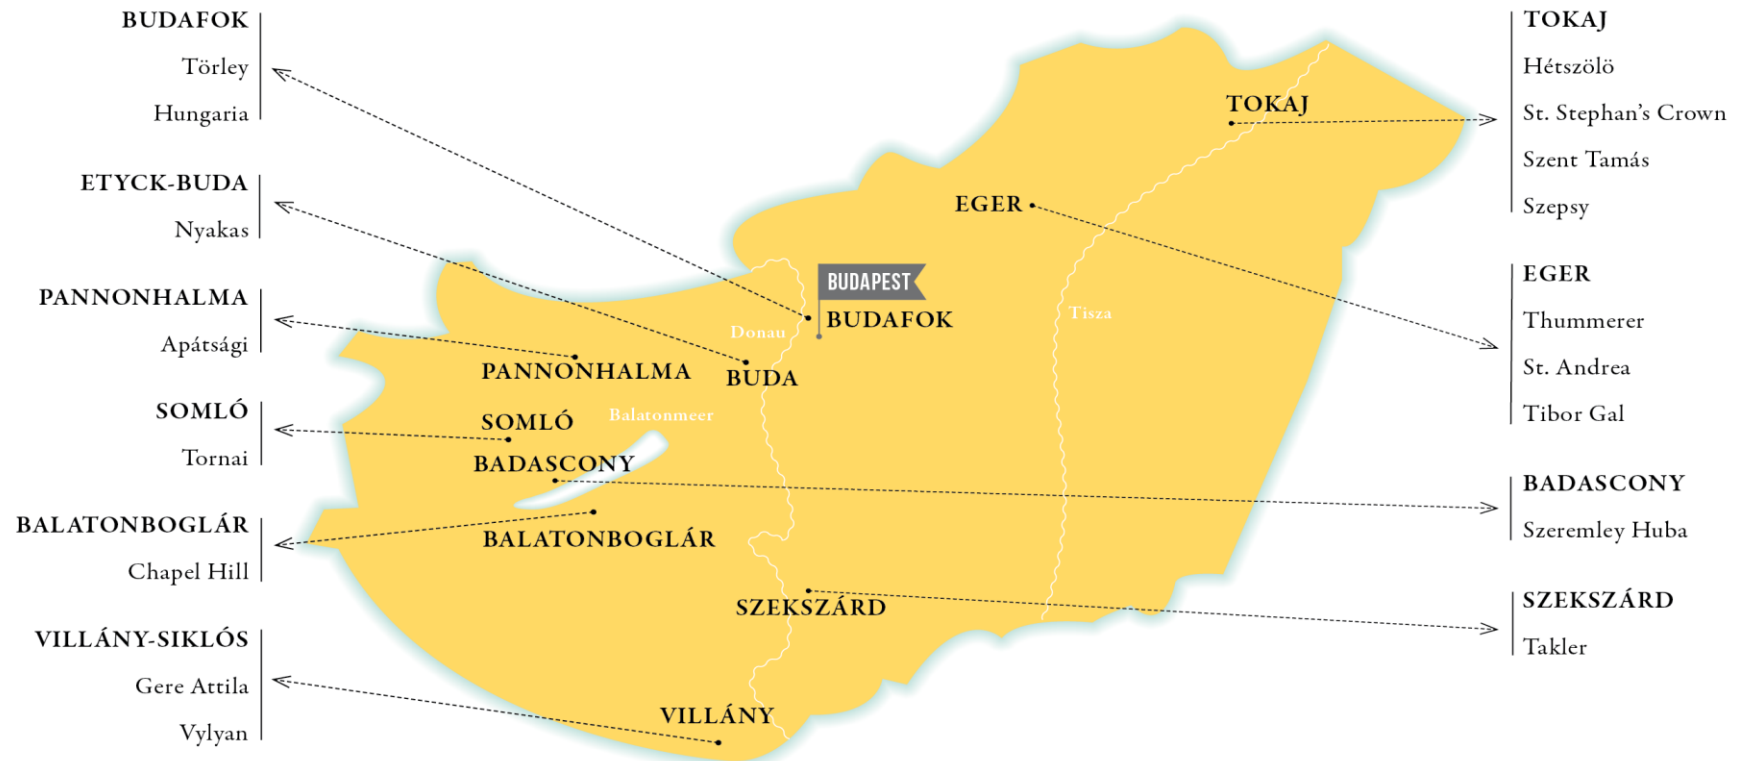 BUDAFOK
Törley
Hungaria
ETYCK-BUDA
Nyakas
PANNONHALMA
Apátsági
SOMLÓ
Tornai
BALATONBOGLÁR
Chapel Hill
VILLÁNY-SIKLÓS
Gere Attila
Vylyan
TOKAJ
EGER
BUDAPEST
BUDAFOK
Donau
Tisza
PANNONHALMA
BUDA
Balatonmeer
SOMLÓ
BADASCONY
BALATONBOGLÁR
SZEKSZÁRD
VILLÁNY
TOKAJ
Hétszölö
St. Stephan’s Crown
Szent Tamás
Szepsy
EGER
Thummerer
St. Andrea
Tibor Gal
BADASCONY
Szeremley Huba
SZEKSZÁRD
Takler